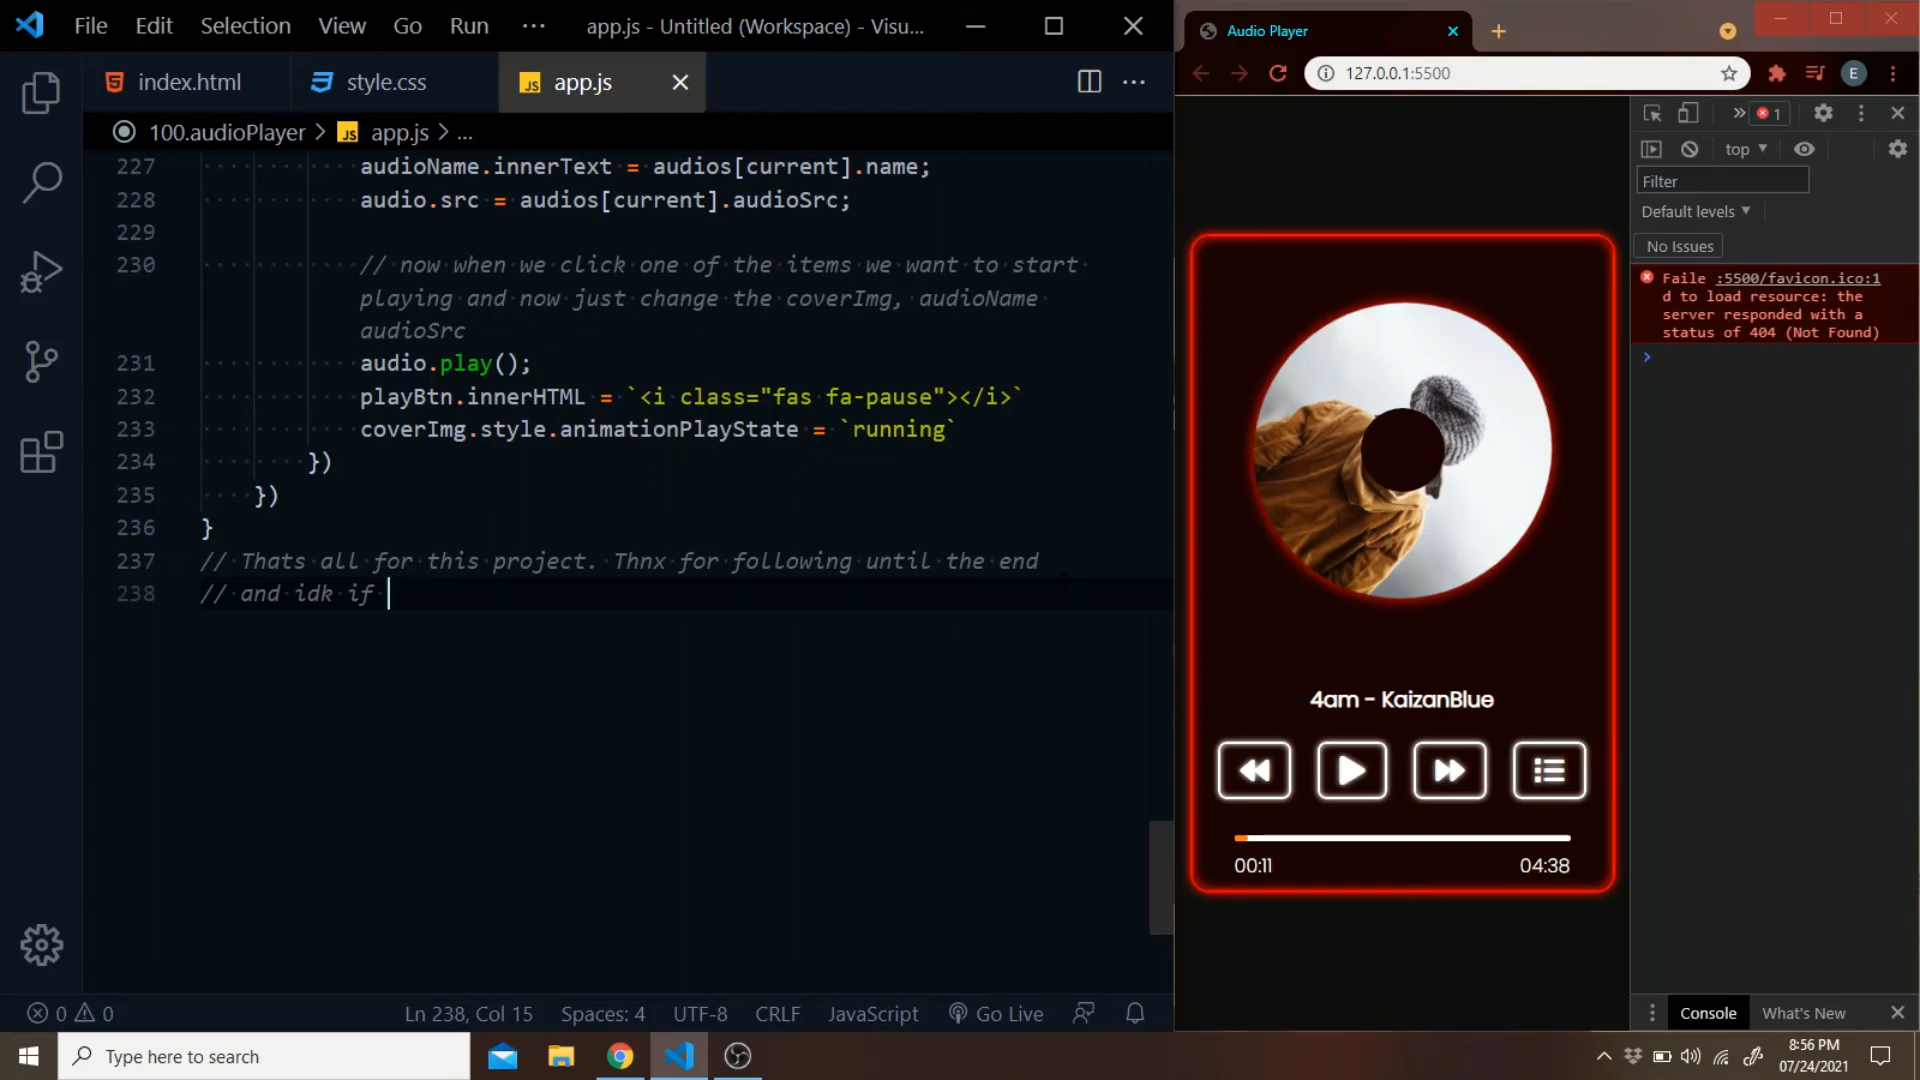 File Edit Selection View Go Run ··· app.js - Untitled (Workspace) - Visu...
index.html style.css JS app.js
100.audioPlayer > JS app.js > ...
227 audioName.innerText = audios[current].name;
228 audio.src = audios[current].audioSrc;
229
230 // now when we click one of the items we want to start
playing and now just change the coverImg, audioName
audioSrc
231 audio.play();
232 playBtn.innerHTML = `<i class="fas fa-pause"></i>`
233 coverImg.style.animationPlayState = `running`
234 })
235 })
236 }
237 // Thats all for this project. Thnx for following until the end
238 // and idk if
0 0 Ln 238, Col 15 Spaces: 4 UTF-8 CRLF JavaScript Go Live
Audio Player
127.0.0.1:5500 E
» 1
top
Filter
Default levels
No Issues
Faile :5500/favicon.ico:1
d to load resource: the
server responded with a
status of 404 (Not Found)
4am - KaizanBlue
00:11 04:38
Console What's New
Type here to search
8:56 PM
07/24/2021